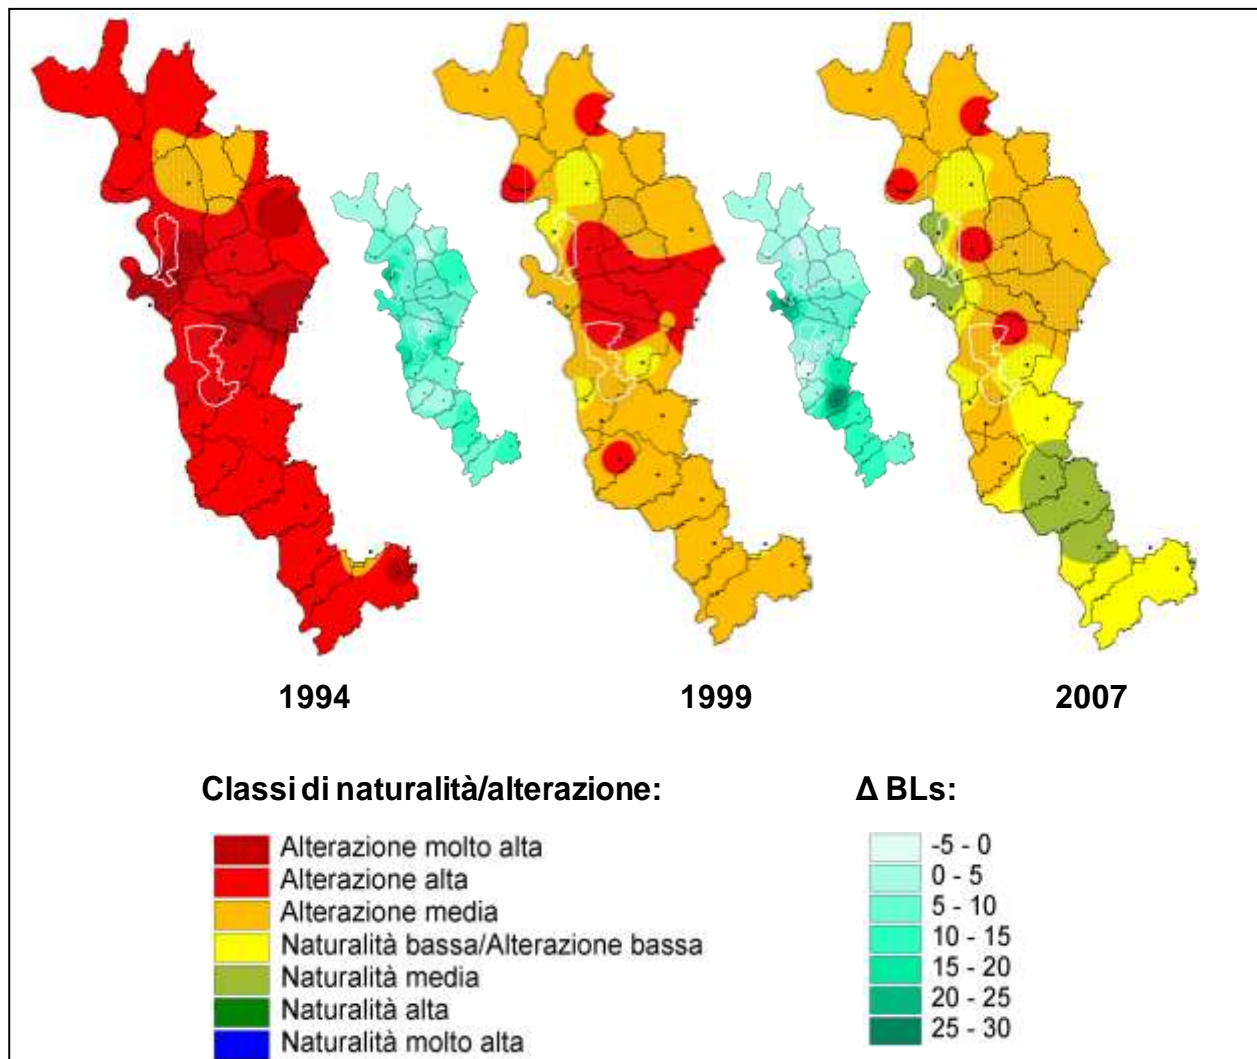 1994 1999 2007
Classi di naturalità/alterazione: Δ BLs:
Alterazione molto alta
Alterazione alta
Alterazione media
Naturalità bassa/Alterazione bassa
Naturalità media
Naturalità alta
Naturalità molto alta
-5 - 0
0 - 5
5 - 10
10 - 15
15 - 20
20 - 25
25 - 30